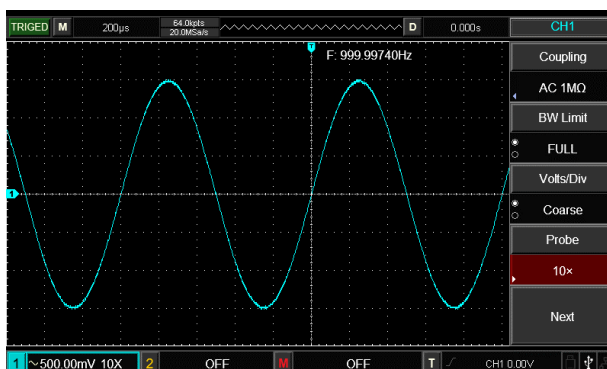 TRIGED M 200μs 64.0kpts D 0.000s CH1
20.0MSa/s
T
F: 999.99740Hz
Coupling
AC 1MΩ
BW Limit
FULL
Volts/Div
1
Coarse
Probe
10×
Next
1 ~500.00mV 10X 2 OFF M OFF T CH1 0.00V